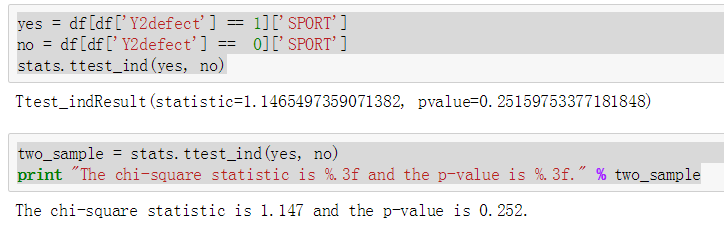 yes = df[df['Y2defect'] == 1]['SPORT']
no = df[df['Y2defect'] == 0]['SPORT']
stats.ttest_ind(yes, no)
Ttest_indResult(statistic=1.1465497359071382, pvalue=0.25159753377181848)
two_sample = stats.ttest_ind(yes, no)
print "The chi-square statistic is %.3f and the p-value is %.3f." % two_sample
The chi-square statistic is 1.147 and the p-value is 0.252.